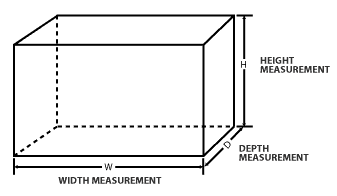 H
HEIGHT
MEASUREMENT
D
DEPTH
MEASUREMENT
W
WIDTH MEASUREMENT